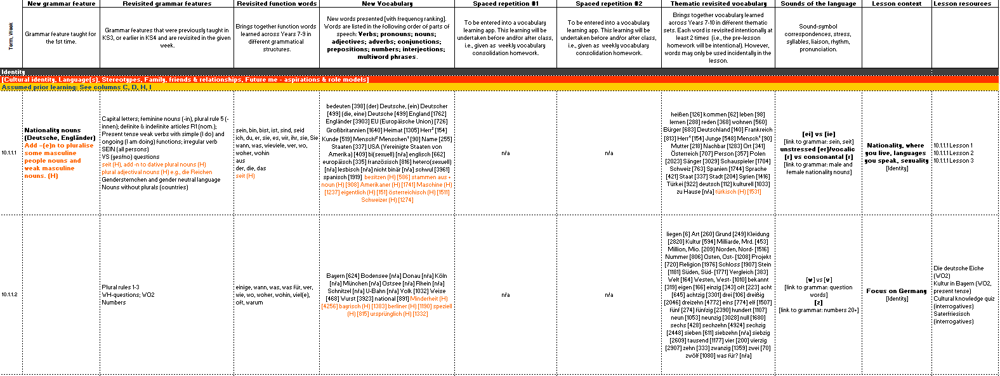 New grammar feature
Revisited grammar features
Revisited function words
New Vocabulary
Spaced repetition #1
Spaced repetition #2
Thematic revisited vocabulary
Sounds of the language
Lesson context
Lesson resources
Term, Week
Grammar feature taught for
the 1st time.
Grammar features that were previously taught in
KS3, or earlier in KS4 and are revisited in the given
week.
Brings together function words
learned across Years 7-9 in
different grammatical
structures.
New words presented [with frequency ranking].
Words are listed in the following order of parts of
speech: Verbs; pronouns; nouns;
adjectives; adverbs; conjunctions;
prepositions; numbers; interjections;
multiword phrases.
To be entered into a vocabulary
learning app. This learning will be
undertaken before and/or after class,
i.e., given as weekly vocabulary
consolidation homework.
To be entered into a vocabulary
learning app. This learning will be
undertaken before and/or after class,
i.e., given as weekly vocabulary
consolidation homework.
Brings together vocabulary learned
across Years 7-10 in different thematic
sets. Each word is revisited intentionally at
least 2 times (i.e., the pre-lesson
homework will be intentional). However,
words may only be used incidentally in the
lesson.
Sound-symbol
correspondences, stress,
syllables, liaison, rhythm,
pronunciation.
Identity
[Cultural identity, Language(s), Stereotypes, Family, friends & relationships, Future me - aspirations & role models]
Assumed prior learning: See columns C, D, H, I
10.1.1.1
Nationality nouns
(Deutsche, Engländer)
Add –(e)n to pluralise
some masculine
people nouns and
weak masculine
nouns. (H)
Capital letters; feminine nouns (-in), plural rule 5 (-
innen); definite & indefinite articles R1 (nom.);
Present tense weak verbs with simple (I do) and
ongoing (I am doing) functions; irregular verb
SEIN (all persons)
VS (yes/no) questions
seit (H), add -n to dative plural nouns (H)
plural adjectival nouns (H) e.g., die Reichen
Gendersternchen and gender neutral language
Nouns without plurals (countries)
sein, bin, bist, ist, sind, seid
ich, du, er, sie, es, wir, ihr, sie, Sie
wann, was, wieviele, wer, wo,
woher, wohin
aus
der, die, das
seit (H)
bedeuten [398] (der) Deutsche, (ein) Deutscher
[499] (die, eine) Deutsche [499] England [1762]
Engländer [3903] EU (Europäische Union) [726]
Großbritannien [1640] Heimat [1305] Herr² [154]
Kunde [519] Mensch!² Menschen¹ [90] Name [255]
Staaten [337] USA (Vereinigte Staaten von
Amerika) [409] bi(sexuell) [n/a] englisch [662]
europäisch [335] französisch [816] hetero(sexuell)
[n/a] lesbisch [n/a] nicht binär [n/a] schwul [3961]
spanisch [1919] besitzen (H) [586] stammen aus +
noun (H) [908] Amerikaner (H) [1741] Maschine (H)
[1237] eigentlich (H) [151] österreichisch (H) [1511]
Schweizer (H) [1274]
n/a
n/a
heißen [126] kommen [62] leben [98]
lernen [288] reden [368] wohnen [560]
Bürger [683] Deutschland [140] Frankreich
[813] Herr¹ [154] Junge [548] Mensch¹ [90]
Mutter [218] Nachbar [1283] Ort [341]
Österreich [707] Person [357] Polen
[2023] Sänger [3029] Schauspieler [1704]
Schweiz [763] Spanien [1744] Sprache
[421] Staat [337] Stadt [204] Syrien [1416]
Türkei [922] deutsch [112] kulturell [1033]
zu Hause [n/a] türkisch (H) [1531]
[ei] vs [ie]
[link to grammar: sein, seit]
unstressed [er]/vocalic
[r] vs consonantal [r]
[link to grammar: male and
female nationality nouns]
Nationality, where
you live, languages
you speak, sexuality
[Identity]
10.1.1.1 Lesson 1
10.1.1.1 Lesson 2
10.1.1.1 Lesson 3
10.1.1.2
Plural rules 1-3
WH-questions; WO2
Numbers
einige, wann, was, was für, wer,
wie, wo, woher, wohin, viel(e),
oft, warum
Bayern [624] Bodensee [n/a] Donau [n/a] Köln
[n/a] München [n/a] Ostsee [n/a] Rhein [n/a]
Schnitzel [n/a] U-Bahn [n/a] Volk [1032] Weise
[468] Wurst [3923] national [891] Minderheit (H)
[4256] bayrisch (H) [1383] berliner (H) [1190] speziell
(H) [815] ursprünglich (H) [1332]
n/a
n/a
liegen [6] Art [260] Grund [249] Kleidung
[2820] Kultur [594] Milliarde, Mrd. [453]
Million, Mio. [209] Norden, Nord- [1516]
Nummer [806] Osten, Ost- [1208] Projekt
[720] Religion [1976] Schloss [1907] Stein
[1181] Süden, Süd- [1771] Vergleich [383]
Welt [164] Westen, West- [1010] bekannt
[319] eigen [166] einzig [343] oft [223] acht
[645] achtzig [3301] drei [106] dreißig
[2046] dreizehn [4772] eins [774] elf [1507]
fünf [274] fünfzig [2390] hundert [1107]
neun [1053] neunzig [3028] null [1680]
sechs [428] sechzehn [4924] sechzig
[2448] sieben [611] siebzehn [n/a] siebzig
[2609] tausend [1177] vier [200] vierzig
[2907] zehn [333] zwanzig [1359] zwei [70]
zwölf [1080] was für? [n/a]
[w] vs [v]
[link to grammar: question
words]
[z]
[link to grammar: numbers 20+]
Focus on Germany
[Identity]
Die deutsche Eiche
(WO2)
Kultur in Bayern (WO2,
present tense)
Cultural knowledge quiz
(interrogatives)
Saterfriesisch
(interrogatives)